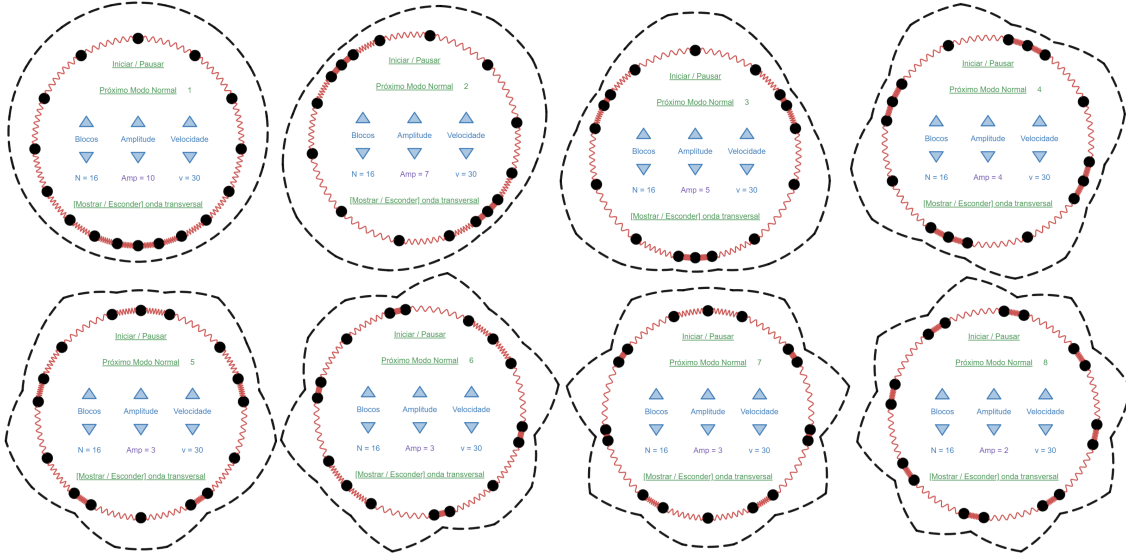 Iniciar / Pausar
Próximo Modo Normal 1
Blocos Amplitude Velocidade
N = 16 Amp = 10 v = 30
[Mostrar / Esconder] onda transversal
Iniciar / Pausar
Próximo Modo Normal 2
Blocos Amplitude Velocidade
N = 16 Amp = 7 v = 30
[Mostrar / Esconder] onda transversal
Iniciar / Pausar
Próximo Modo Normal 3
Blocos Amplitude Velocidade
N = 16 Amp = 5 v = 30
[Mostrar / Esconder] onda transversal
Iniciar / Pausar
Próximo Modo Normal 4
Blocos Amplitude Velocidade
N = 16 Amp = 4 v = 30
[Mostrar / Esconder] onda transversal
Iniciar / Pausar
Próximo Modo Normal 5
Blocos Amplitude Velocidade
N = 16 Amp = 3 v = 30
[Mostrar / Esconder] onda transversal
Iniciar / Pausar
Próximo Modo Normal 6
Blocos Amplitude Velocidade
N = 16 Amp = 3 v = 30
[Mostrar / Esconder] onda transversal
Iniciar / Pausar
Próximo Modo Normal 7
Blocos Amplitude Velocidade
N = 16 Amp = 3 v = 30
[Mostrar / Esconder] onda transversal
Iniciar / Pausar
Próximo Modo Normal 8
Blocos Amplitude Velocidade
N = 16 Amp = 2 v = 30
[Mostrar / Esconder] onda transversal